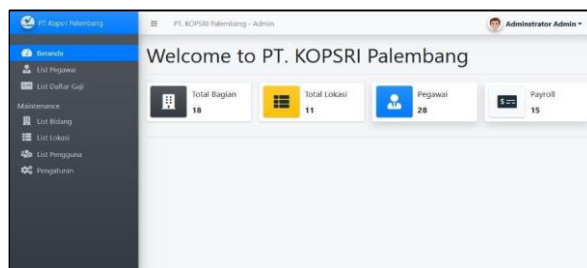 PT Kopsri Palembang
PT. KOPSRI Palembang - Admin
Adminstrator Admin
Beranda
List Pegawai
List Daftar Gaji
Maintenance
List Bidang
List Lokasi
List Pengguna
Pengaturan
Welcome to PT. KOPSRI Palembang
Total Bagian
18
Total Lokasi
11
Pegawai
28
Payroll
15